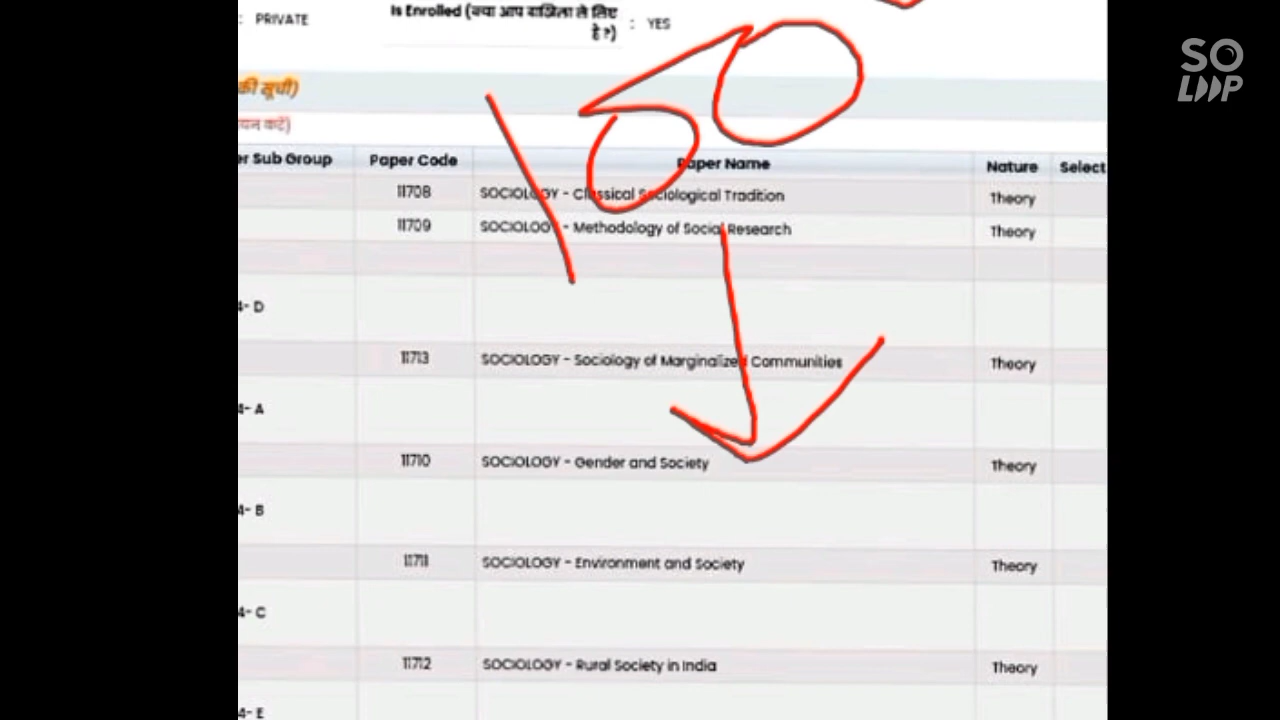 : PRIVATE
Is Enrolled (क्या आप दाखिला ले लिए
है ?) : YES
की सूची)
यन करें)
er Sub Group Paper Code Paper Name Nature Select
11708 SOCIOLOGY - Classical Sociological Tradition Theory
11709 SOCIOLOGY - Methodology of Social Research Theory
4- D
11713 SOCIOLOGY - Sociology of Marginalized Communities Theory
4- A
11710 SOCIOLOGY - Gender and Society Theory
4- B
11711 SOCIOLOGY - Environment and Society Theory
4- C
11712 SOCIOLOGY - Rural Society in India Theory
4- E
SO
LOOP